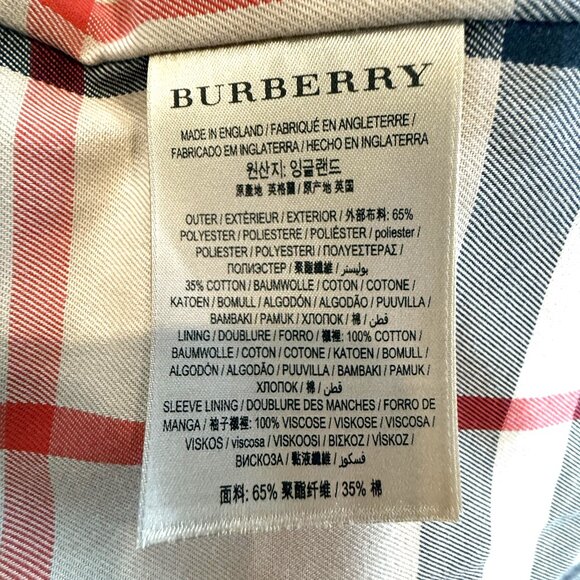 BURBERRY
MADE IN ENGLAND / FABRIQUÉ EN ANGLETERRE /
FABRICADO EM INGLATERRA / HECHO EN INGLATERRA
원산지: 잉글랜드
原產地 英格蘭 / 原产地 英国
OUTER / EXTÉRIEUR / EXTERIOR / 外部布料: 65%
POLYESTER / POLIESTERE / POLIÉSTER / poliester /
POLIESTER / POLYESTERI / ΠΟΛΥΕΣΤΕΡΑΣ /
ПОЛИЭСТЕР / 聚酯纖維 / بوليستر
35% COTTON / BAUMWOLLE / COTON / COTONE /
KATOEN / BOMULL / ALGODÓN / ALGODÃO / PUUVILLA /
BAMBAKI / PAMUK / ХЛОПОК / 棉 / قطن /
LINING / DOUBLURE / FORRO / 襯裡: 100% COTTON /
BAUMWOLLE / COTON / COTONE / KATOEN / BOMULL /
ALGODÓN / ALGODÃO / PUUVILLA / BAMBAKI / PAMUK /
ХЛОПОК / 棉 / قطن
SLEEVE LINING / DOUBLURE DES MANCHES / FORRO DE
MANGA / 袖子襯裡: 100% VISCOSE / VISCOSA /
VISKOS / viscosa / VISKOOSI / ΒΙΣΚΟΖ / VİSKOZ /
ВИСКОЗА / 黏液纖維 / فسكوز
面料: 65% 聚酯纤维 / 35% 棉